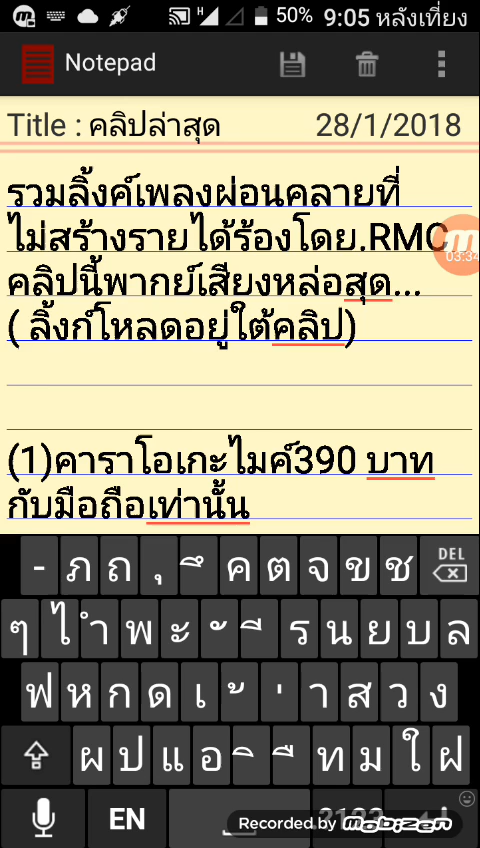 H 50% 9:05 หลังเที่ยง
Notepad
Title : คลิปล่าสุด 28/1/2018
รวมลิ้งค์เพลงผ่อนคลายที่
ไม่สร้างรายได้ร้องโดย.RMC
03:34
คลิปนี้พากย์เสียงหล่อสุด...
( ลิ้งก์โหลดอยู่ใต้คลิป)
(1)คาราโอเกะไมค์390 บาท
กับมือถือเท่านั้น
- ภ ถ ุ ึ ค ต จ ข ช DEL
ๆ ไ ำ พ ะ ั ี ร น ย บ ล
ฟ ห ก ด เ ้ ่ า ส ว ง
ผ ป แ อ ิ ื ท ม ใ ฝ
EN
Recorded by mobizen